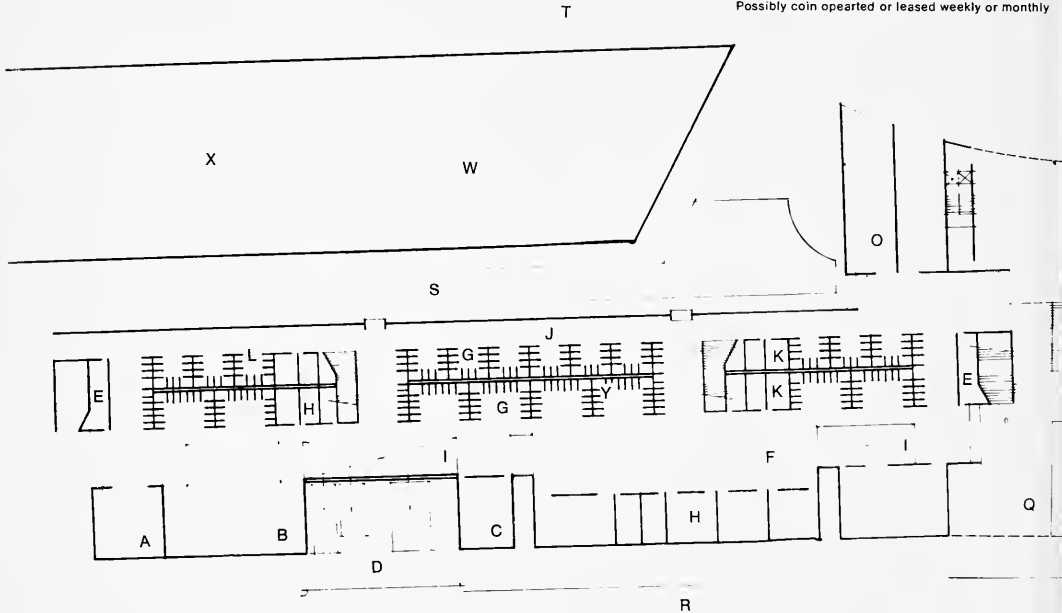 Possibly coin opearted or leased weekly or monthly
T
X
W
O
S
J
L
G
K
E
H
G
Y
K
E
I
F
I
A
B
C
H
Q
D
R